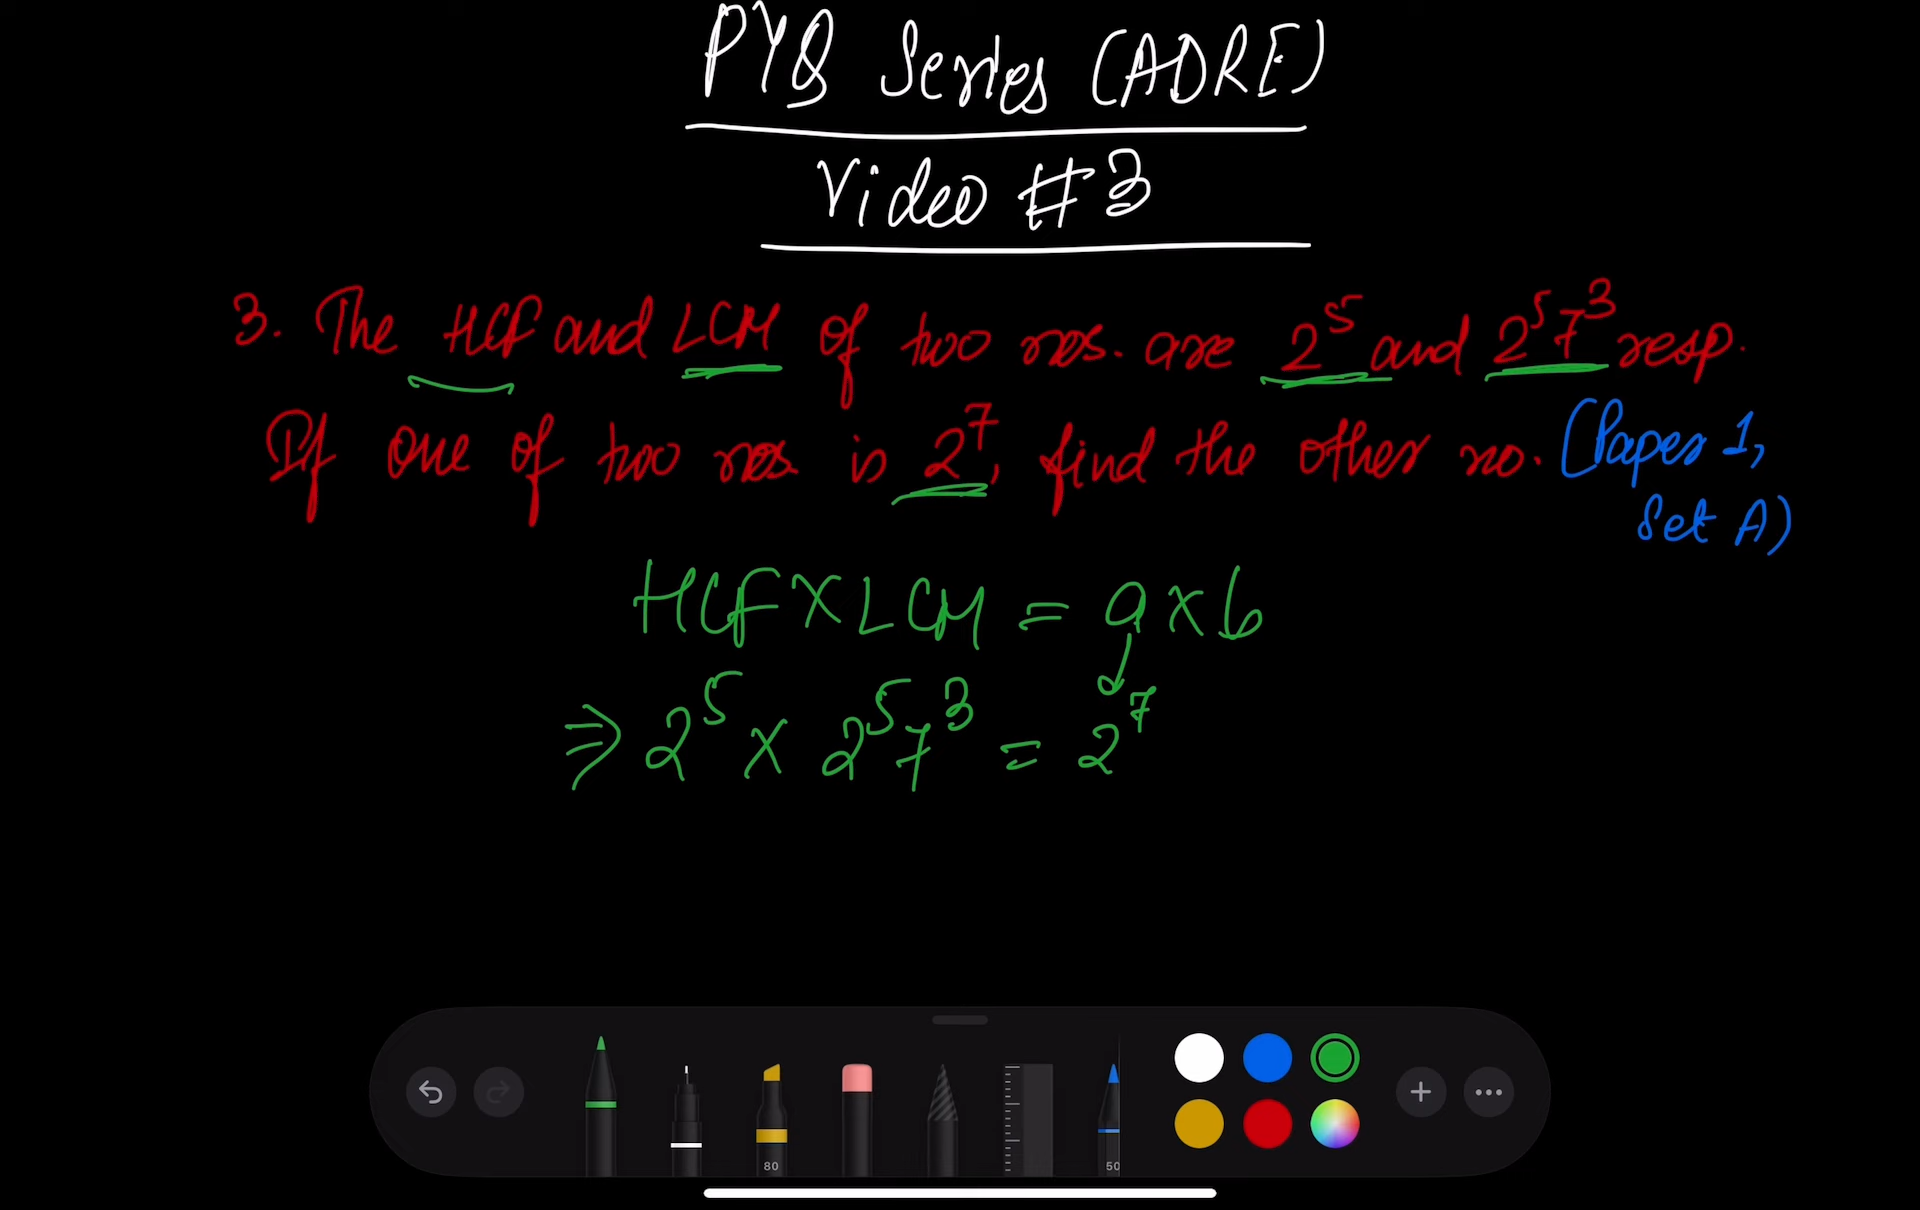 PYQ Series (ADRE)
Video #3
3. The HCF and LCM of two nos. are 2⁵ and 2⁵7³ resp.
If one of two nos. is 2⁷, find the other no. (Paper 1,
Set A)
HCF × LCM = a × b
⇒ 2⁵ × 2⁵7³ = 2⁷
80
50